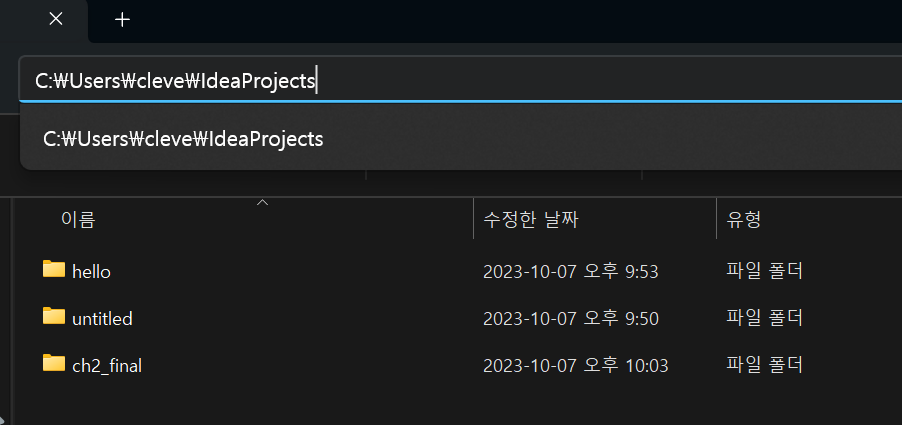 C:₩Users₩cleve₩IdeaProjects
C:₩Users₩cleve₩IdeaProjects
이름 수정한 날짜 유형
hello 2023-10-07 오후 9:53 파일 폴더
untitled 2023-10-07 오후 9:50 파일 폴더
ch2_final 2023-10-07 오후 10:03 파일 폴더